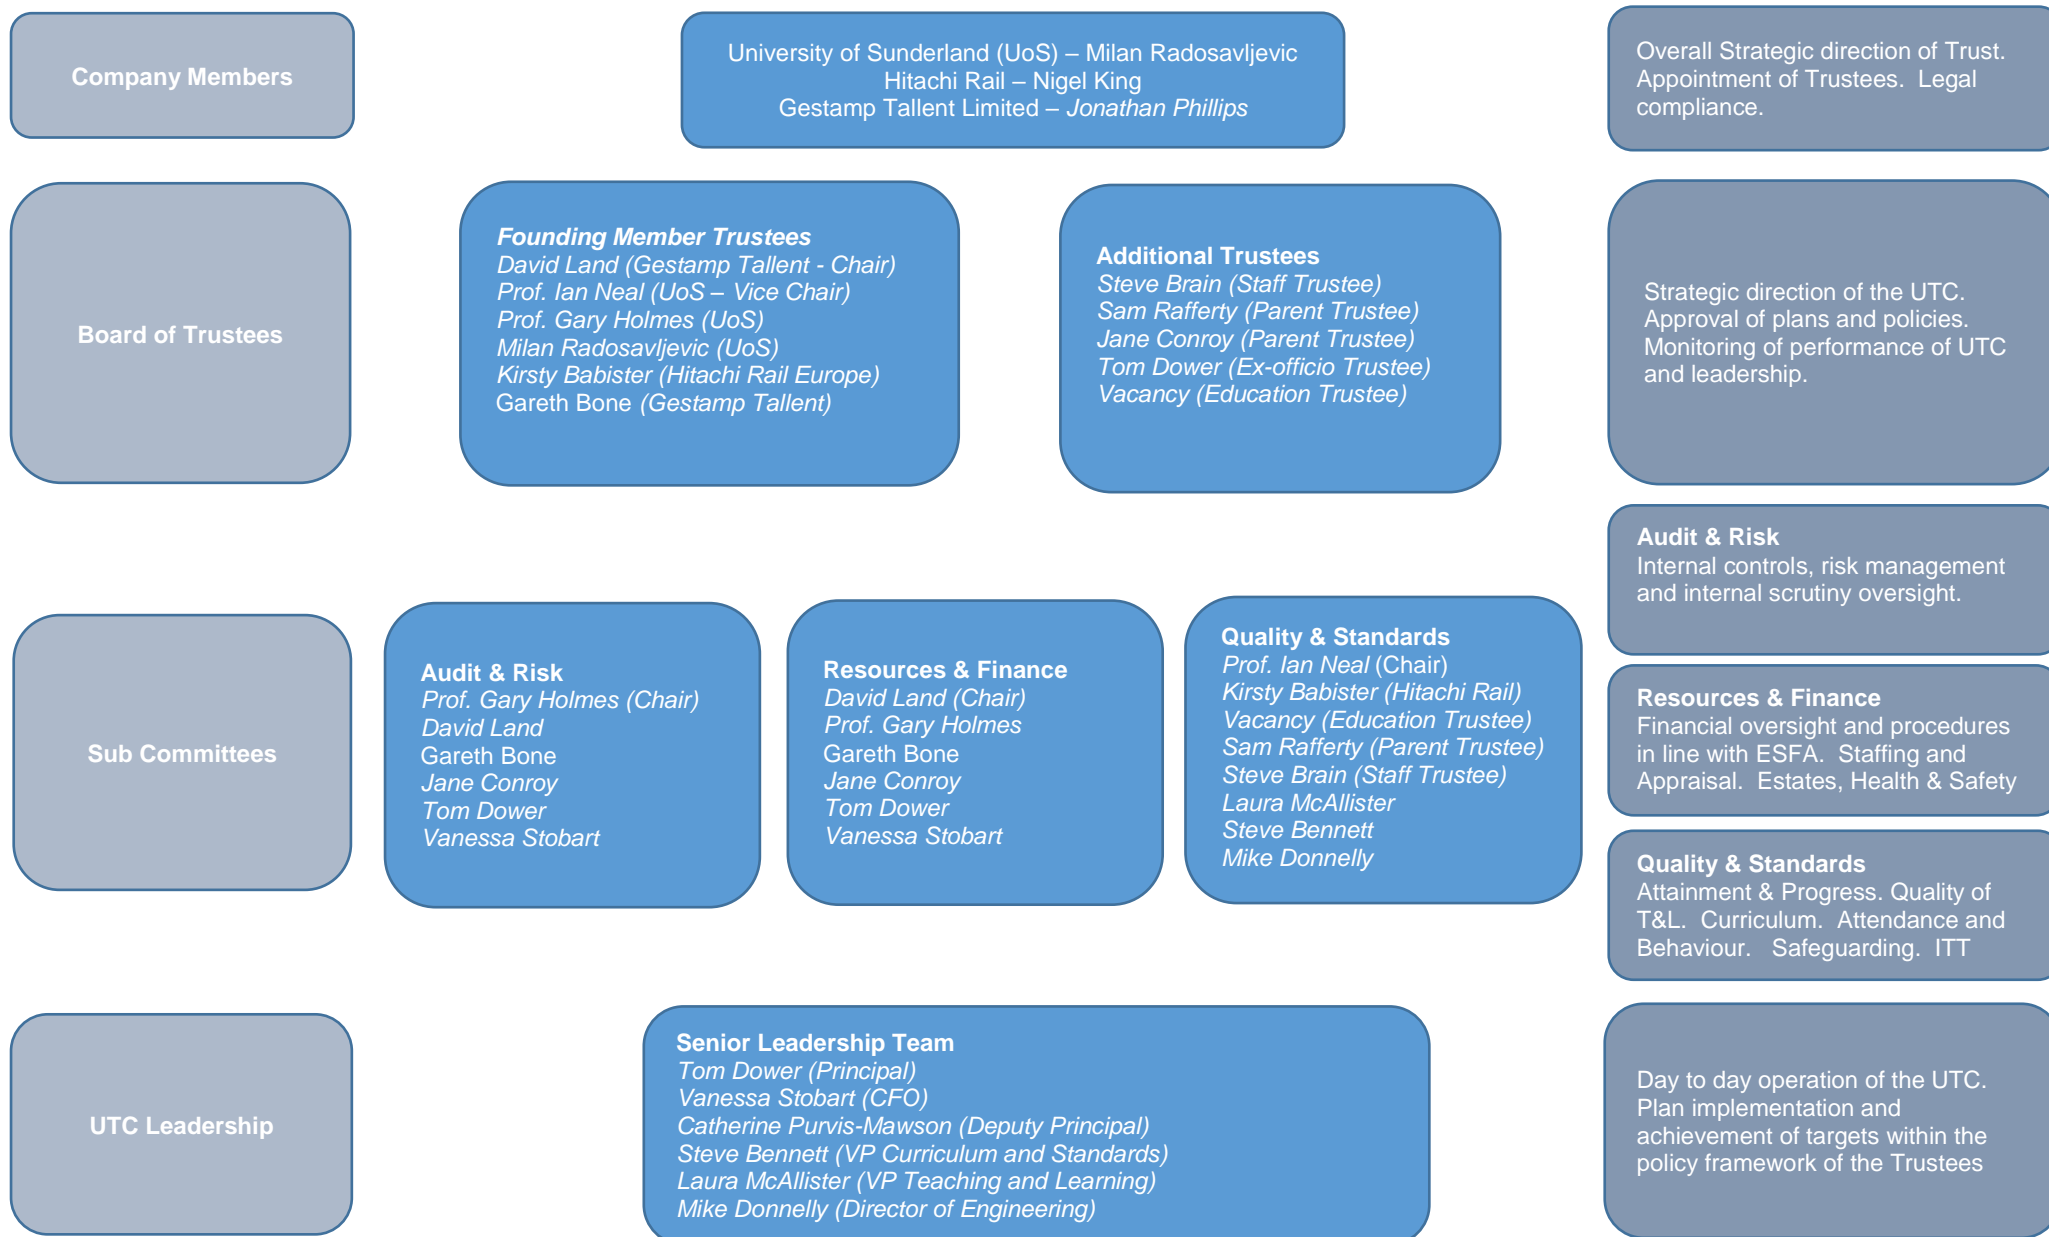 Company Members
University of Sunderland (UoS) – Milan Radosavljevic
Hitachi Rail – Nigel King
Gestamp Tallent Limited – Jonathan Phillips
Overall Strategic direction of Trust.
Appointment of Trustees.  Legal
compliance.
Board of Trustees
Founding Member Trustees
David Land (Gestamp Tallent - Chair)
Prof. Ian Neal (UoS – Vice Chair)
Prof. Gary Holmes (UoS)
Milan Radosavljevic (UoS)
Kirsty Babister (Hitachi Rail Europe)
Gareth Bone (Gestamp Tallent)
Additional Trustees
Steve Brain (Staff Trustee)
Sam Rafferty (Parent Trustee)
Jane Conroy (Parent Trustee)
Tom Dower (Ex-officio Trustee)
Vacancy (Education Trustee)
Strategic direction of the UTC.
Approval of plans and policies.
Monitoring of performance of UTC
and leadership.
Sub Committees
Audit & Risk
Prof. Gary Holmes (Chair)
David Land
Gareth Bone
Jane Conroy
Tom Dower
Vanessa Stobart
Resources & Finance
David Land (Chair)
Prof. Gary Holmes
Gareth Bone
Jane Conroy
Tom Dower
Vanessa Stobart
Quality & Standards
Prof. Ian Neal (Chair)
Kirsty Babister (Hitachi Rail)
Vacancy (Education Trustee)
Sam Rafferty (Parent Trustee)
Steve Brain (Staff Trustee)
Laura McAllister
Steve Bennett
Mike Donnelly
Audit & Risk
Internal controls, risk management
and internal scrutiny oversight.
Resources & Finance
Financial oversight and procedures
in line with ESFA.  Staffing and
Appraisal.  Estates, Health & Safety
Quality & Standards
Attainment & Progress. Quality of
T&L.  Curriculum.  Attendance and
Behaviour.   Safeguarding.  ITT
UTC Leadership
Senior Leadership Team
Tom Dower (Principal)
Vanessa Stobart (CFO)
Catherine Purvis-Mawson (Deputy Principal)
Steve Bennett (VP Curriculum and Standards)
Laura McAllister (VP Teaching and Learning)
Mike Donnelly (Director of Engineering)
Day to day operation of the UTC.
Plan implementation and
achievement of targets within the
policy framework of the Trustees